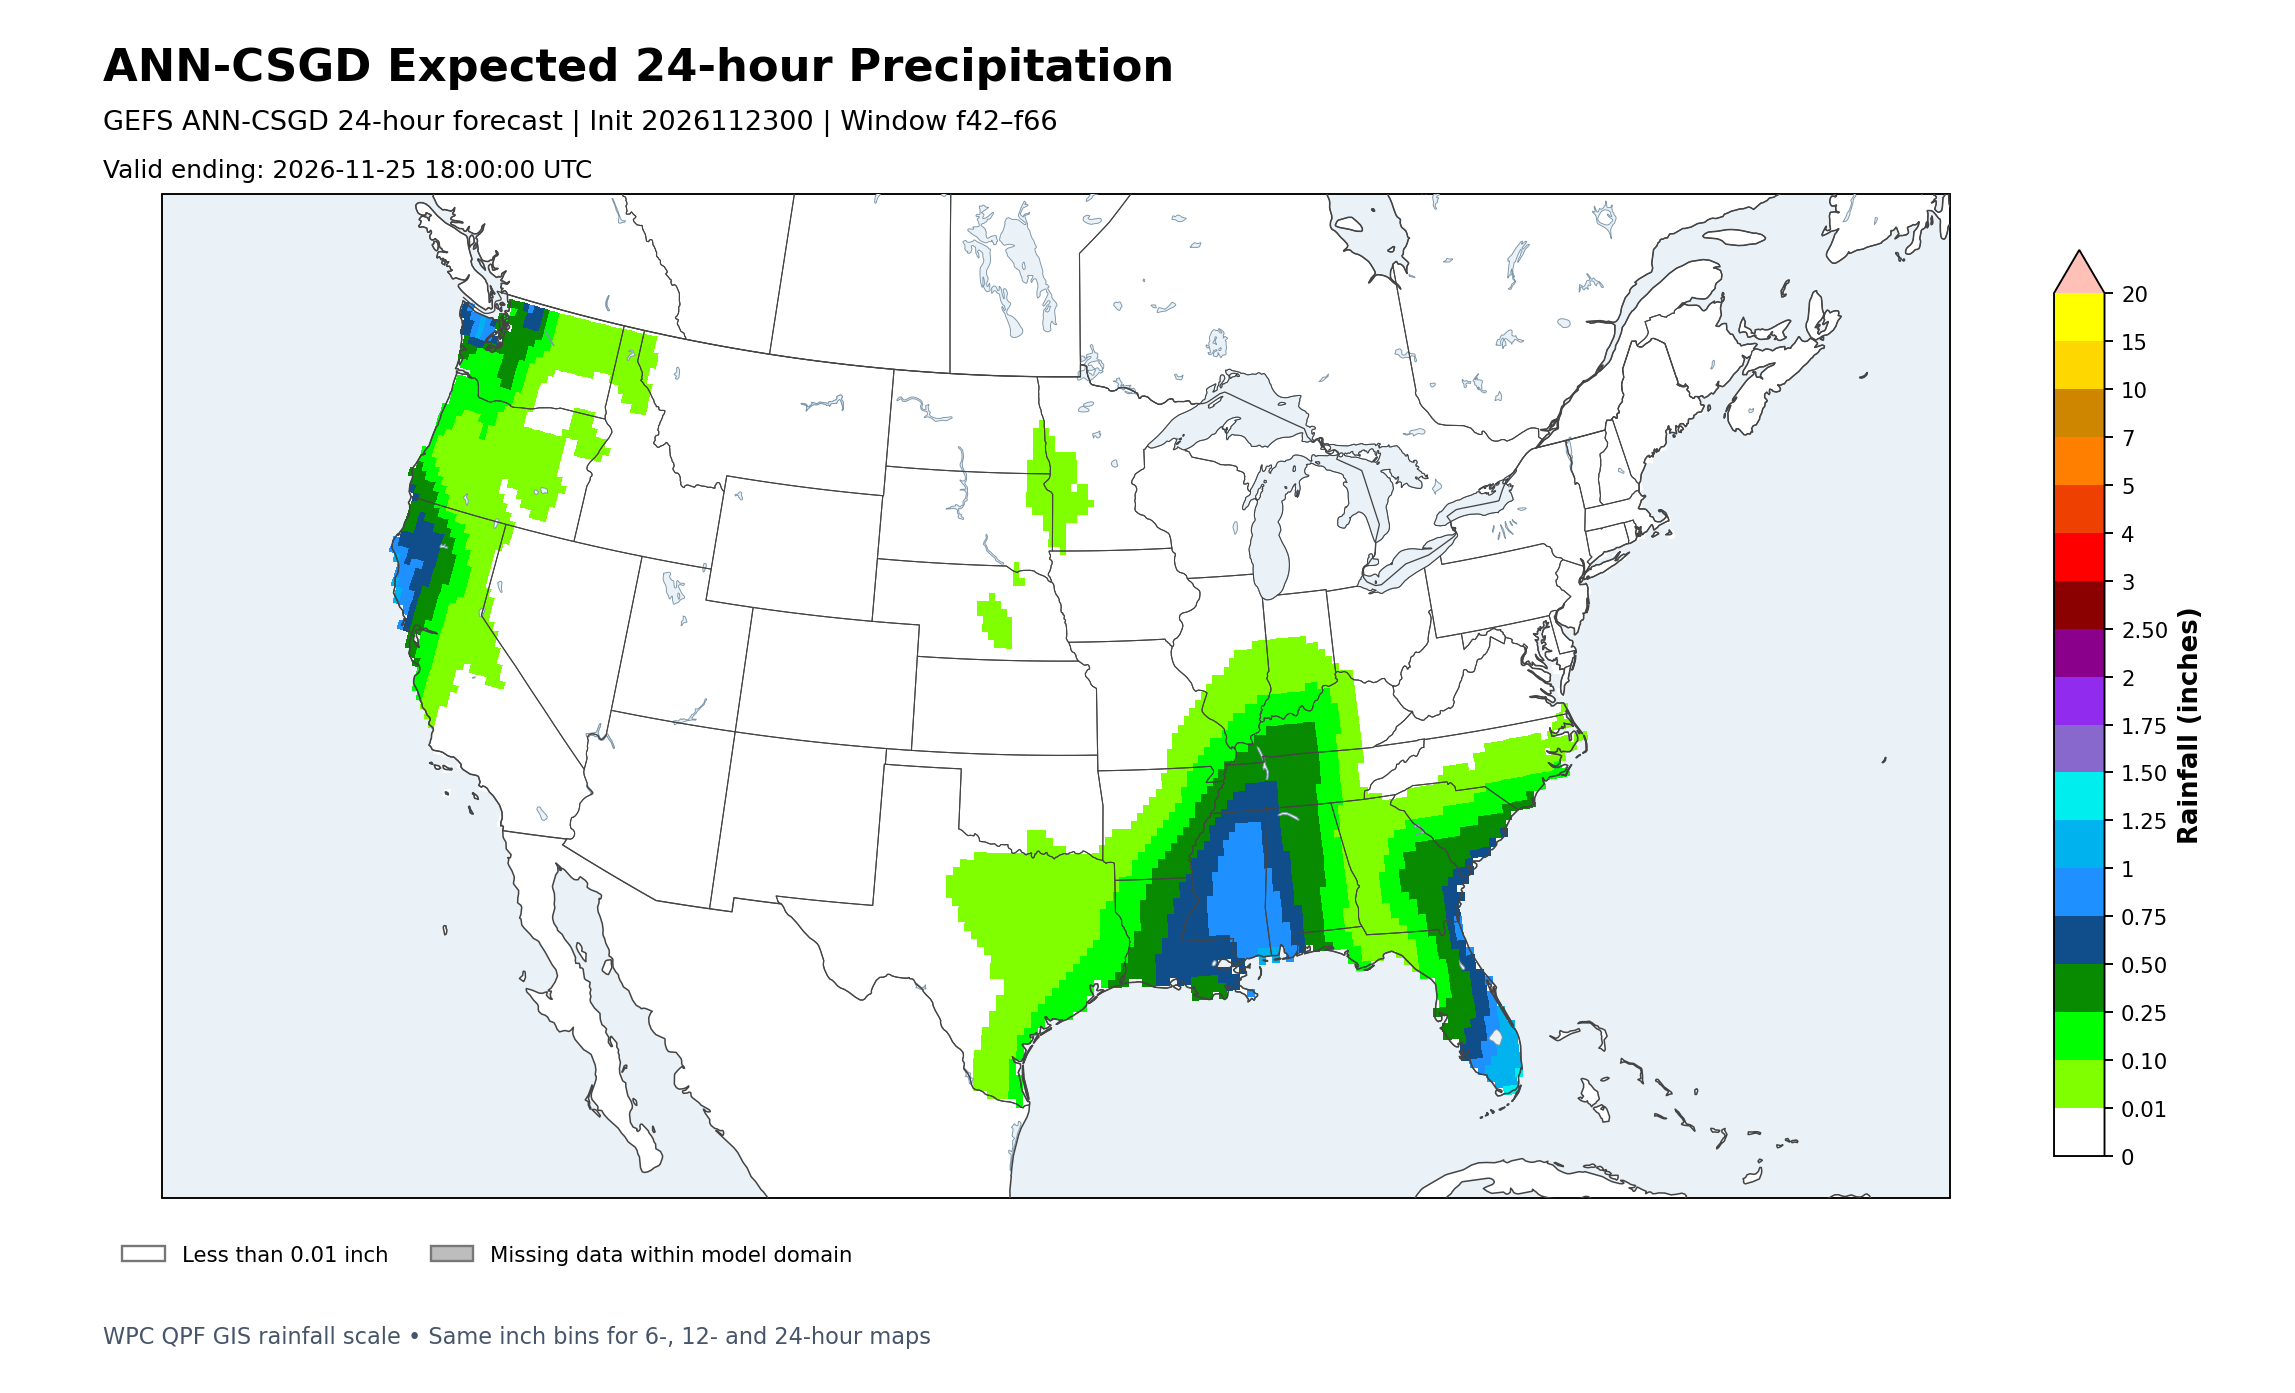 ANN-CSGD Expected 24-hour Precipitation
GEFS ANN-CSGD 24-hour forecast | Init 2026112300 | Window f42–f66
Valid ending: 2026-11-25 18:00:00 UTC
20
15
10
7
5
4
3
2.50
2
1.75
1.50
1.25
1
0.75
0.50
0.25
0.10
0.01
0
Rainfall (inches)
Less than 0.01 inch
Missing data within model domain
WPC QPF GIS rainfall scale • Same inch bins for 6-, 12- and 24-hour maps